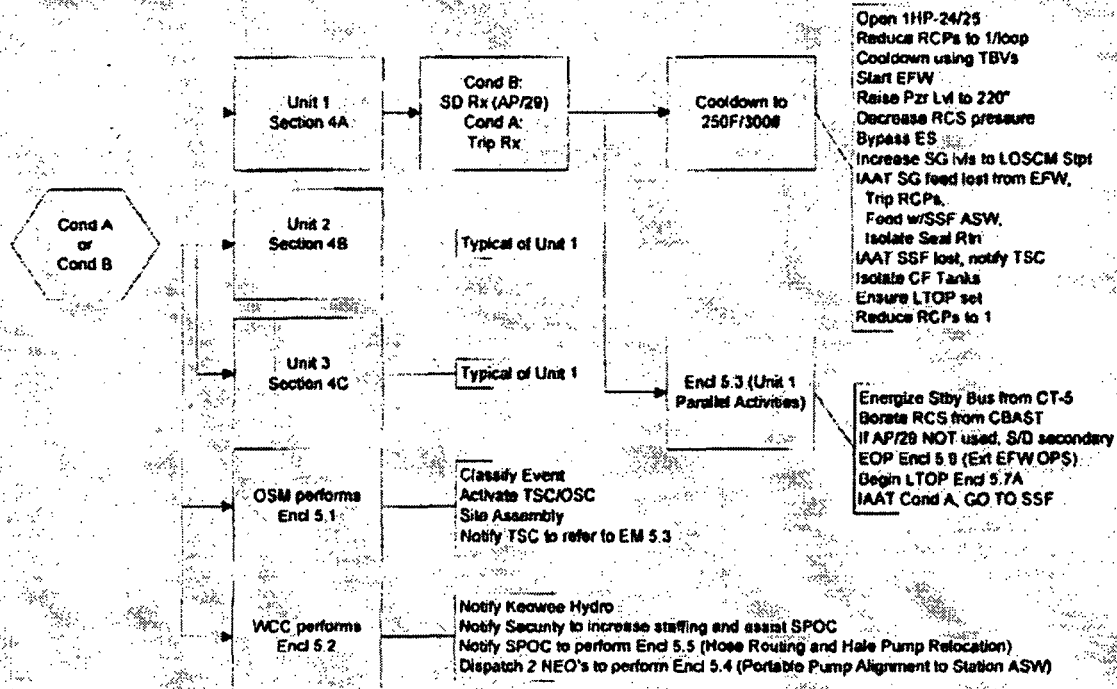 Cond A
or
Cond B
Unit 1
Section 4A
Cond B:
SD Rx (AP/29)
Cond A:
Trip Rx
Cooldown to
250F/300#
Open 1HP-24/25
Reduce RCPs to 1/loop
Cooldown using TBVs
Start EFW
Raise Pzr Lvl to 220"
Decrease RCS pressure
Bypass ES
Increase SG lvls to LOSCM Stpt
IAAT SG feed lost from EFW,
Trip RCPs,
Feed w/SSF ASW,
Isolate Seal Rtn
IAAT SSF lost, notify TSC
Isolate CF Tanks
Ensure LTOP set
Reduce RCPs to 1
Unit 2
Section 4B
Typical of Unit 1
Unit 3
Section 4C
Typical of Unit 1
Encl 5.3 (Unit 1
Parallel Activities)
Energize Stby Bus from CT-5
Borate RCS from CBAST
If AP/29 NOT used, S/D secondary
EOP Encl 5.9 (Ext EFW OPS)
Begin LTOP Encl 5.7A
IAAT Cond A, GO TO SSF
OSM performs
Encl 5.1
Classify Event
Activate TSC/OSC
Site Assembly
Notify TSC to refer to EM 5.3
WCC performs
Encl 5.2
Notify Keowee Hydro
Notify Security to increase staffing and assist SPOC
Notify SPOC to perform Encl 5.5 (Hose Routing and Hale Pump Relocation)
Dispatch 2 NEO's to perform Encl 5.4 (Portable Pump Alignment to Station ASW)